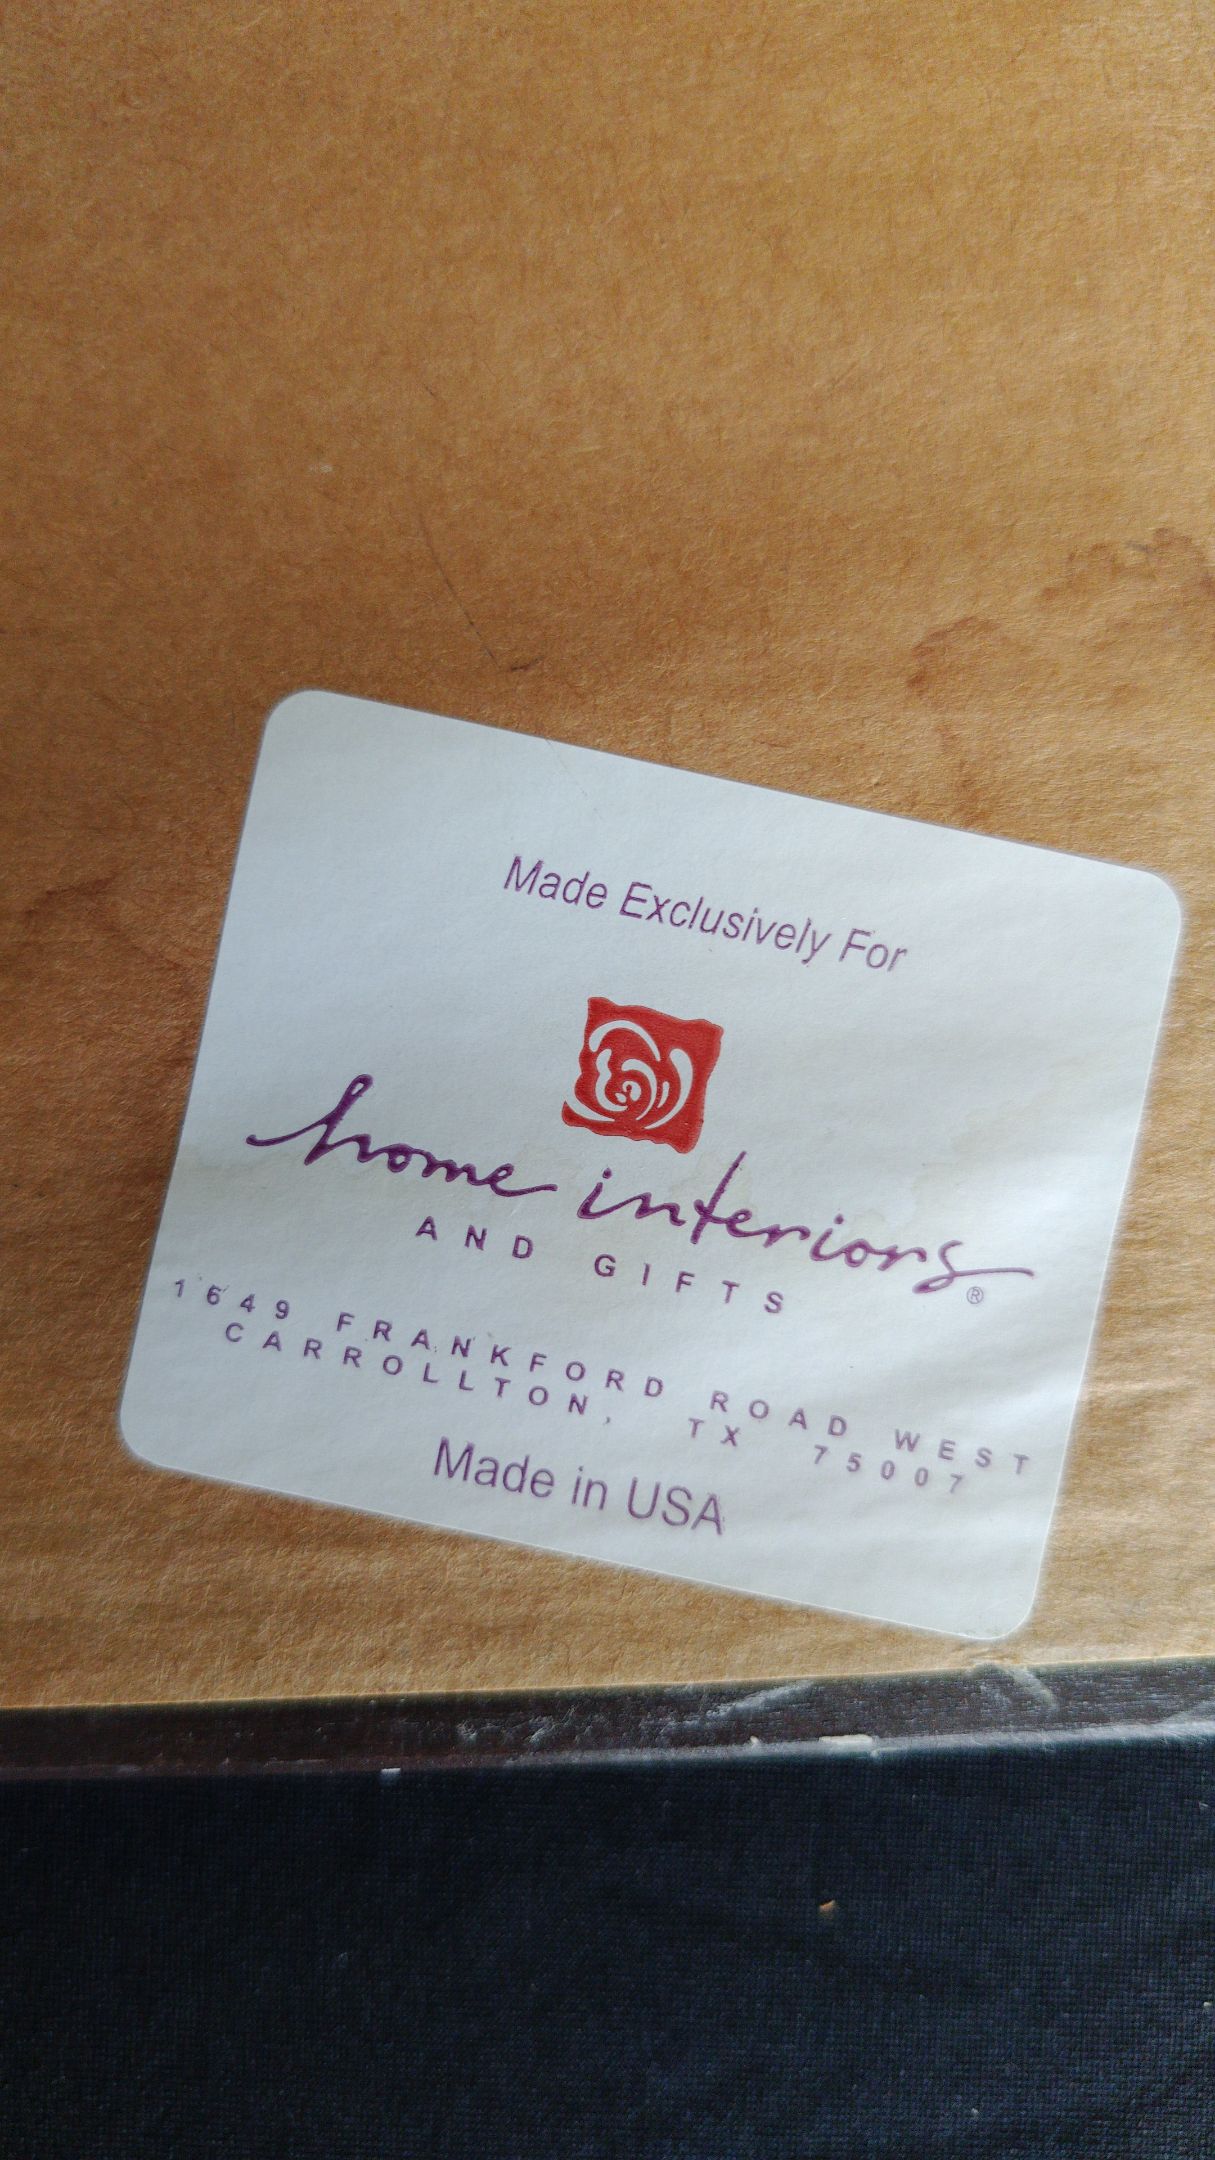 Made Exclusively For
home interiors®
AND GIFTS
1649 FRANKFORD ROAD WEST
CARROLLTON, TX 75007
Made in USA